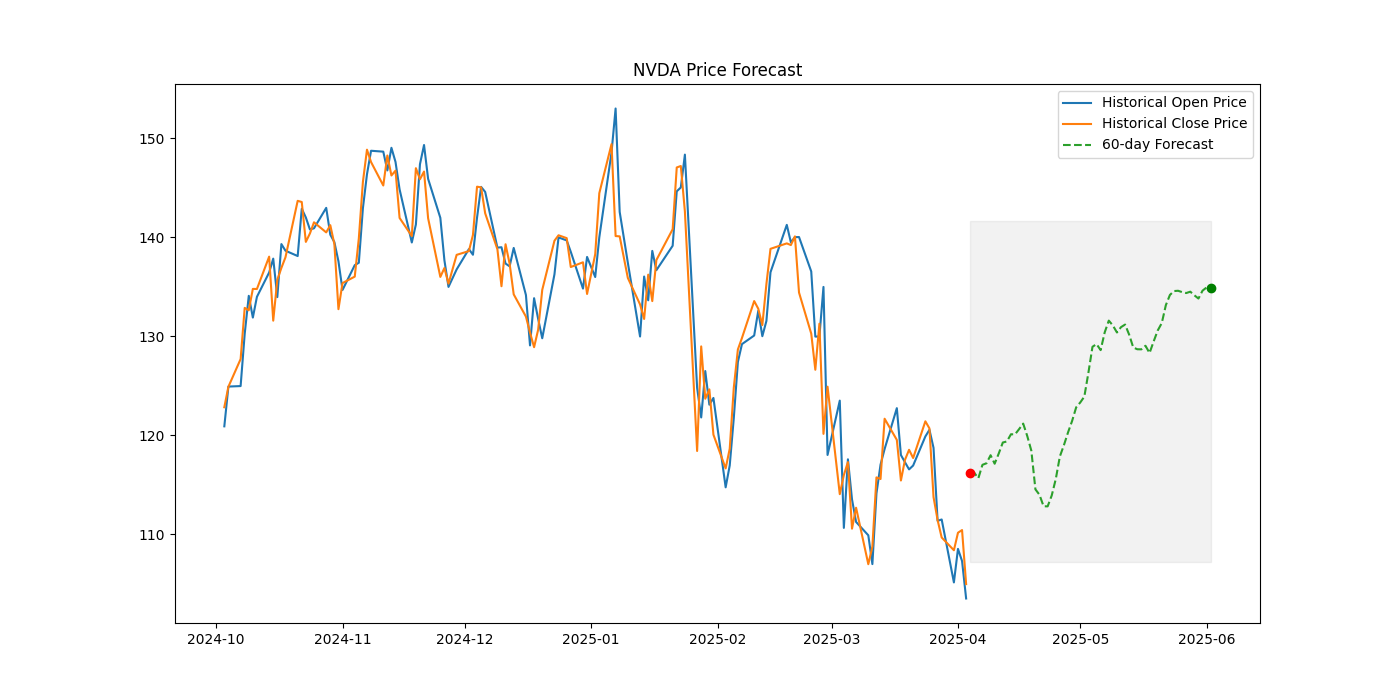 NVDA Price Forecast
Historical Open Price
Historical Close Price
60-day Forecast
150
140
130
120
110
2024-10 2024-11 2024-12 2025-01 2025-02 2025-03 2025-04 2025-05 2025-06